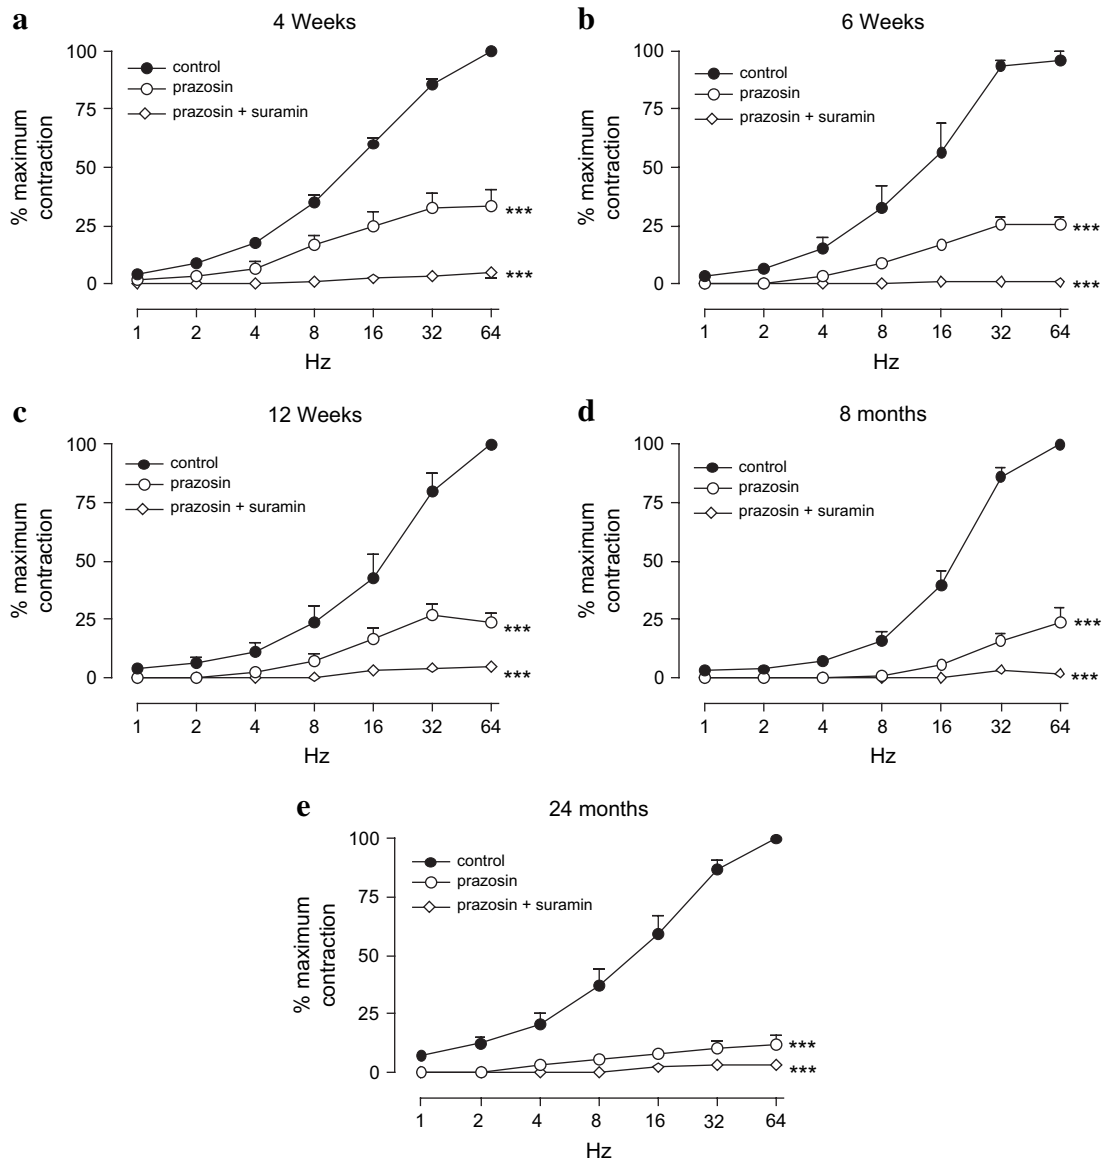 a
4 Weeks
100
75
50
25
0
% maximum
contraction
control
prazosin
prazosin + suramin
***
***
1 2 4 8 16 32 64
Hz
b
6 Weeks
100
75
50
25
0
% maximum
contraction
control
prazosin
prazosin + suramin
***
***
1 2 4 8 16 32 64
Hz
c
12 Weeks
100
75
50
25
0
% maximum
contraction
control
prazosin
prazosin + suramin
***
***
1 2 4 8 16 32 64
Hz
d
8 months
100
75
50
25
0
% maximum
contraction
control
prazosin
prazosin + suramin
***
***
1 2 4 8 16 32 64
Hz
e
24 months
100
75
50
25
0
% maximum
contraction
control
prazosin
prazosin + suramin
***
***
1 2 4 8 16 32 64
Hz